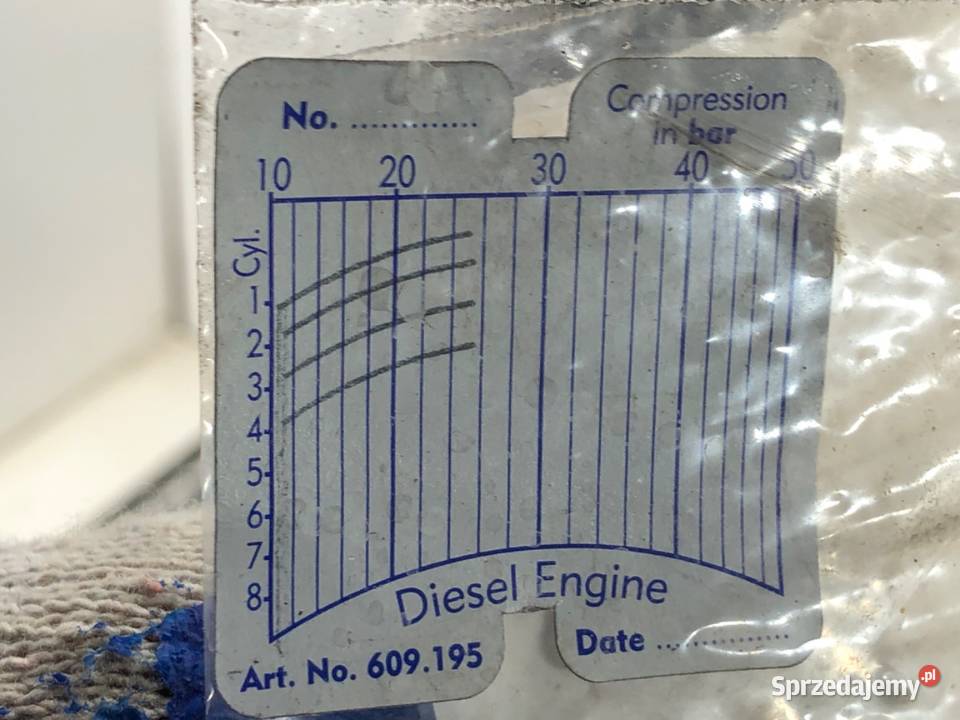 No. .............
Compression
in bar
10 20 30 40 50
Cyl.
1
2
3
4
5
6
7
8
Diesel Engine
Art. No. 609.195
Date ...............
Sprzedajemy.pl